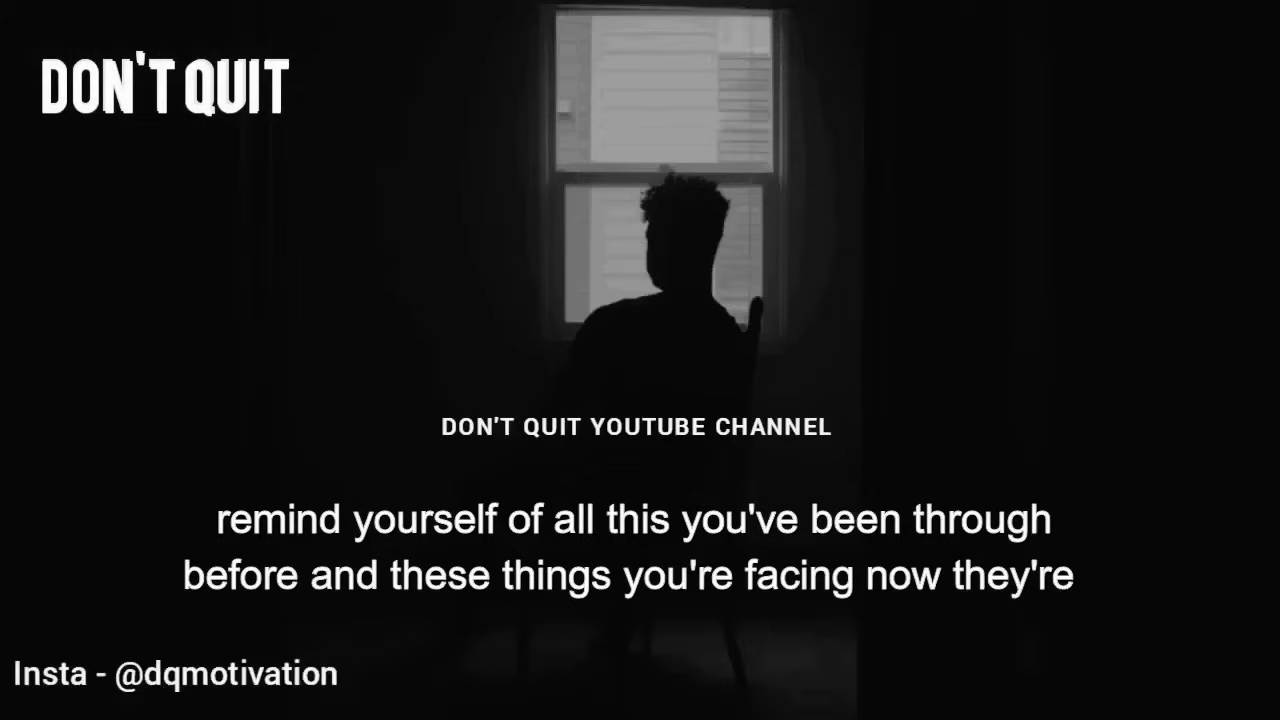 DON'T QUIT
DON'T QUIT YOUTUBE CHANNEL
remind yourself of all this you've been through
before and these things you're facing now they're
Insta - @dqmotivation